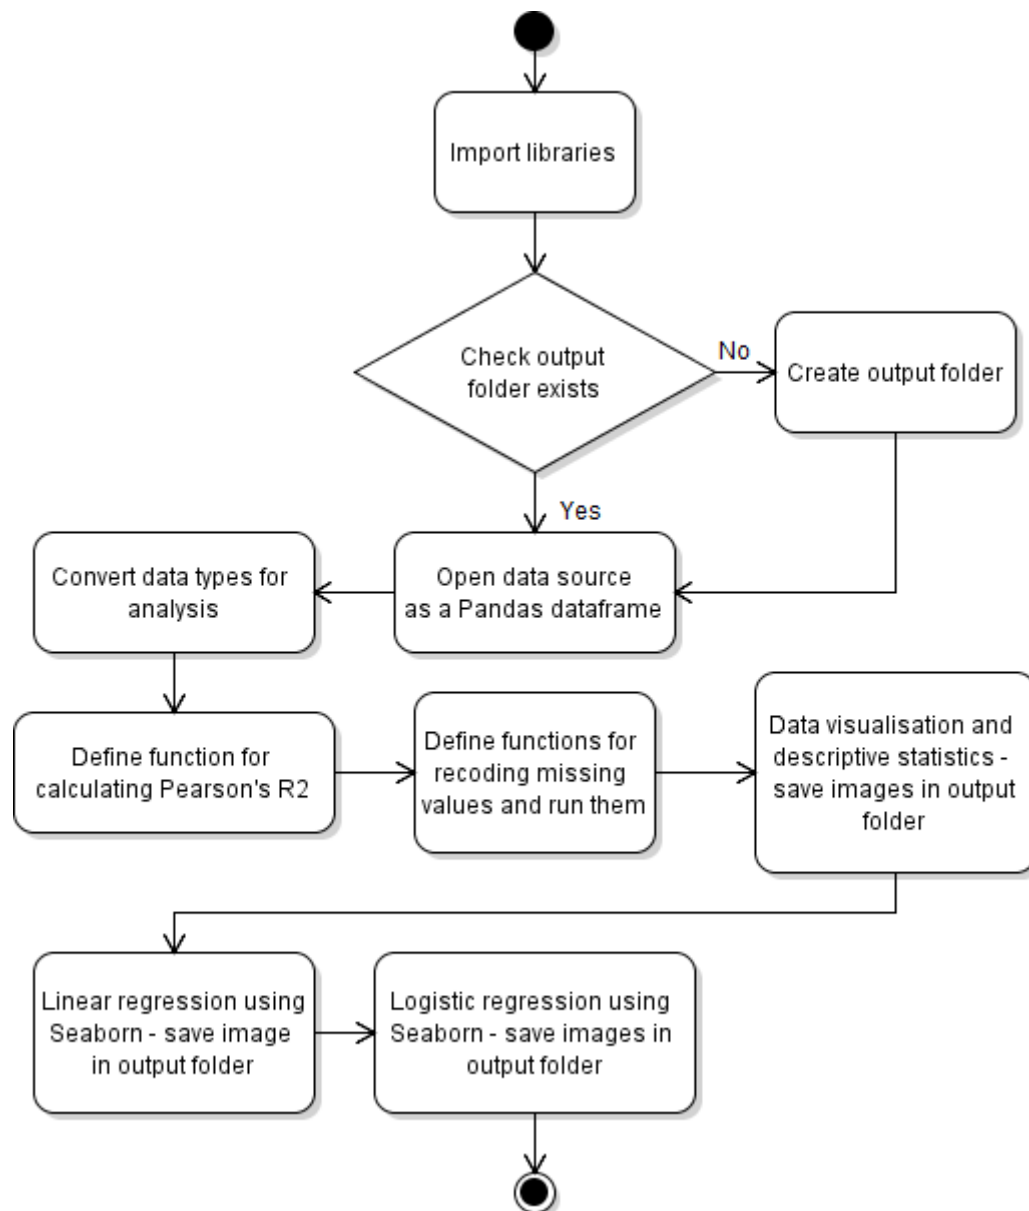 Import libraries
Check output
folder exists
No
Create output folder
Yes
Open data source
as a Pandas dataframe
Convert data types for
analysis
Define function for
calculating Pearson's R2
Define functions for
recoding missing
values and run them
Data visualisation and
descriptive statistics -
save images in output
folder
Linear regression using
Seaborn - save image
in output folder
Logistic regression using
Seaborn - save images in
output folder